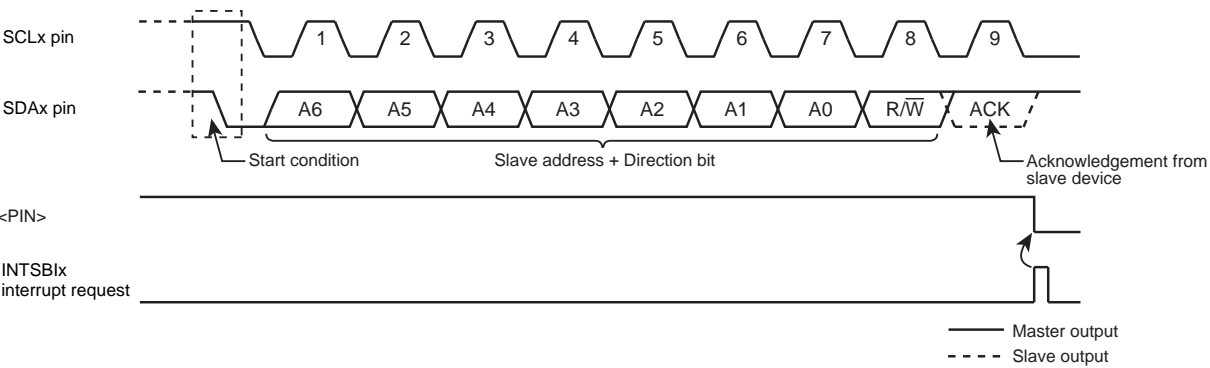 SCLx pin
1 2 3 4 5 6 7 8 9
SDAx pin
A6 A5 A4 A3 A2 A1 A0 R/W̅ ACK
Start condition
Slave address + Direction bit
Acknowledgement from
slave device
<PIN>
INTSBIx
interrupt request
Master output
Slave output